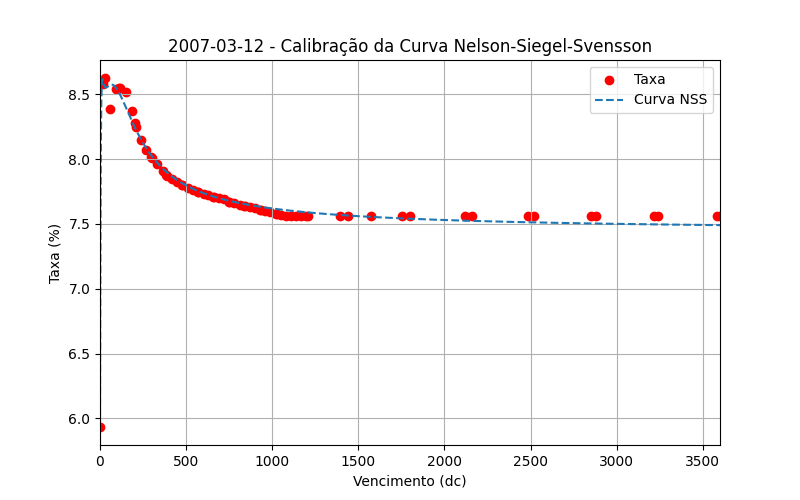 2007-03-12 - Calibração da Curva Nelson-Siegel-Svensson
Taxa
Curva NSS
Taxa (%)
8.5
8.0
7.5
7.0
6.5
6.0
0 500 1000 1500 2000 2500 3000 3500
Vencimento (dc)